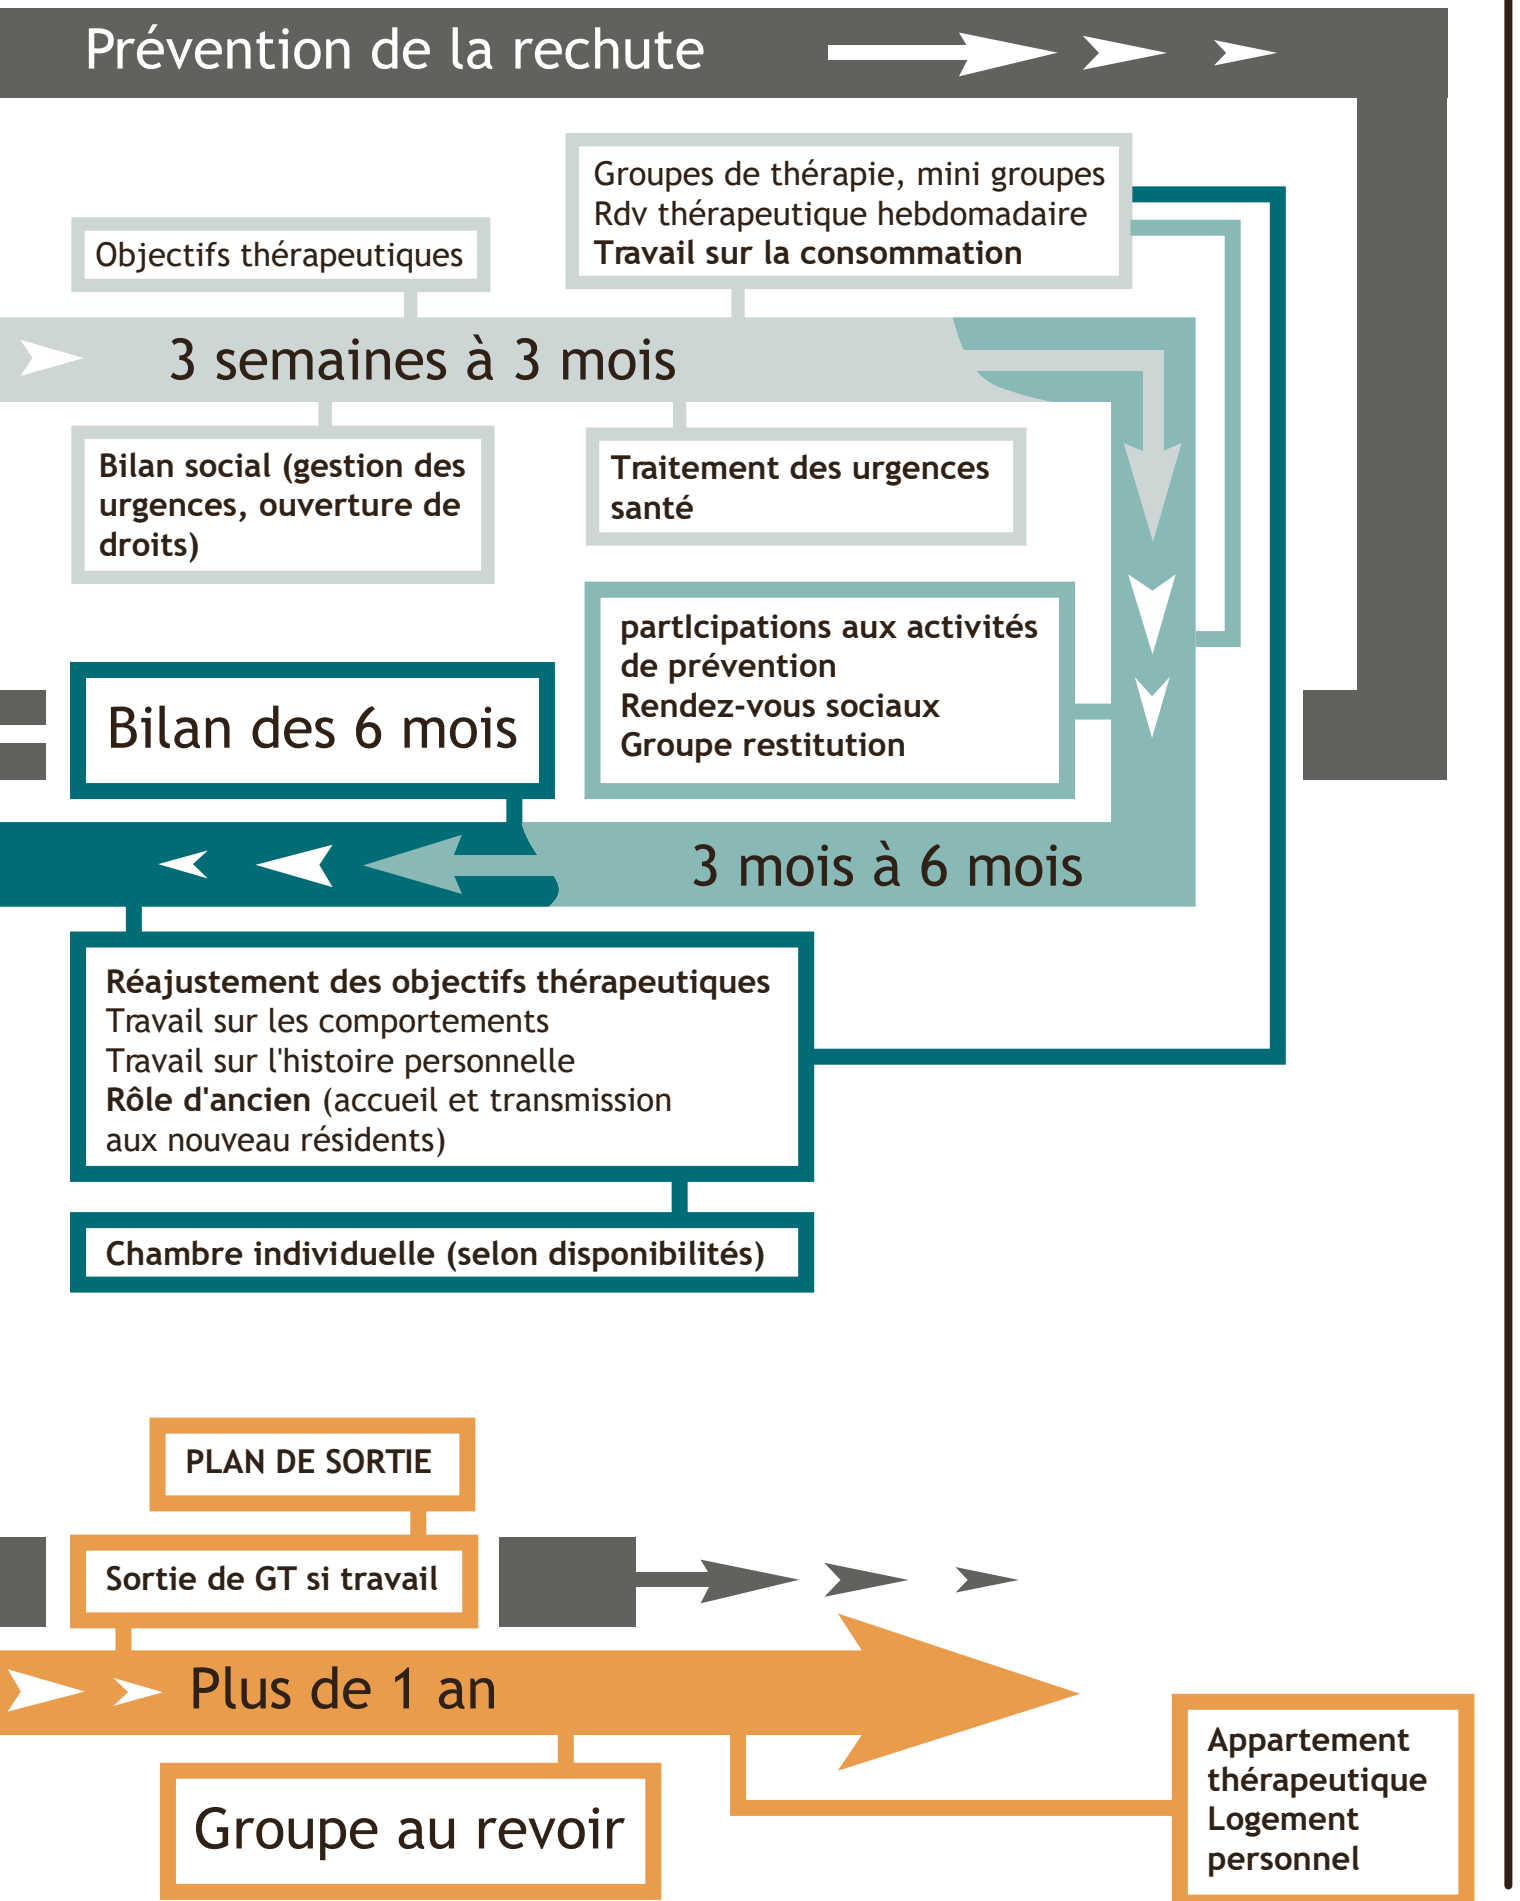 Prévention de la rechute
Groupes de thérapie, mini groupes
Rdv thérapeutique hebdomadaire
Travail sur la consommation
Objectifs thérapeutiques
3 semaines à 3 mois
Bilan social (gestion des
urgences, ouverture de
droits)
Traitement des urgences
santé
partIcipations aux activités
de prévention
Rendez-vous sociaux
Groupe restitution
Bilan des 6 mois
3 mois à 6 mois
Réajustement des objectifs thérapeutiques
Travail sur les comportements
Travail sur l'histoire personnelle
Rôle d'ancien (accueil et transmission
aux nouveau résidents)
Chambre individuelle (selon disponibilités)
PLAN DE SORTIE
Sortie de GT si travail
Plus de 1 an
Groupe au revoir
Appartement
thérapeutique
Logement
personnel